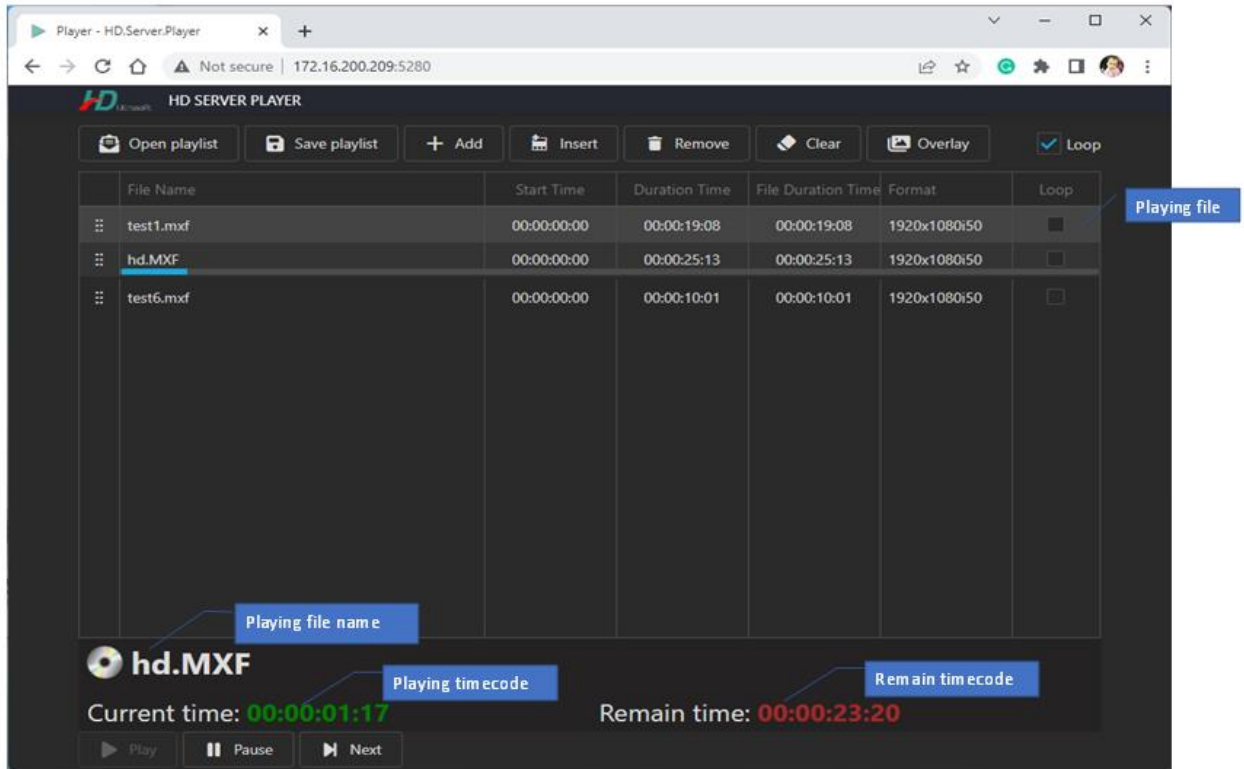 Player - HD.Server.Player
Not secure | 172.16.200.209:5280
HD HD SERVER PLAYER
Open playlist Save playlist Add Insert Remove Clear Overlay Loop
File Name Start Time Duration Time File Duration Time Format Loop
Playing file
test1.mxf 00:00:00:00 00:00:19:08 00:00:19:08 1920x1080i50
hd.MXF 00:00:00:00 00:00:25:13 00:00:25:13 1920x1080i50
test6.mxf 00:00:00:00 00:00:10:01 00:00:10:01 1920x1080i50
Playing file name
hd.MXF
Playing timecode
Remain timecode
Current time: 00:00:01:17 Remain time: 00:00:23:20
Play Pause Next